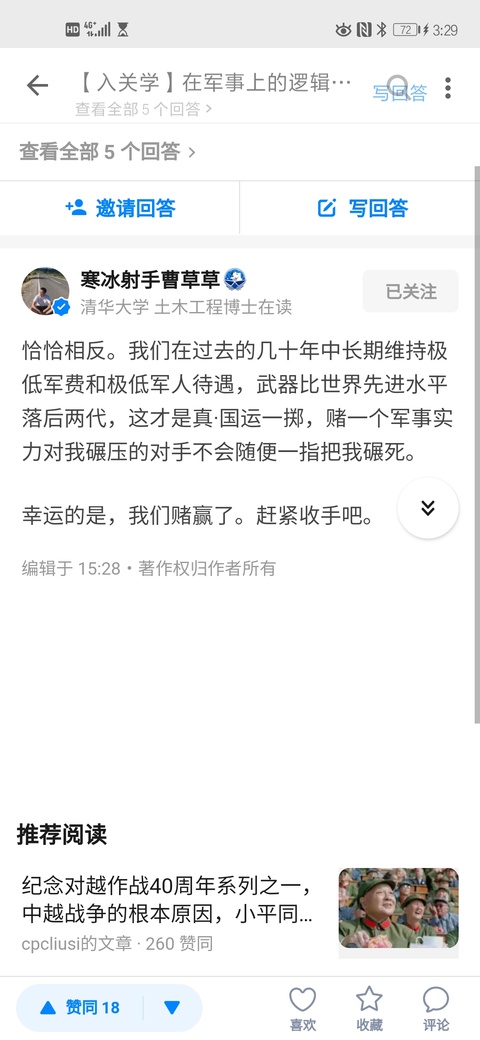 HD 4G+ 72 3:29
【入关学】在军事上的逻辑…
写回答
查看全部 5 个回答
查看全部 5 个回答
邀请回答
写回答
寒冰射手曹草草
清华大学 土木工程博士在读
已关注
恰恰相反。我们在过去的几十年中长期维持极
低军费和极低军人待遇，武器比世界先进水平
落后两代，这才是真·国运一掷，赌一个军事实
力对我碾压的对手不会随便一指把我碾死。
幸运的是，我们赌赢了。赶紧收手吧。
编辑于 15:28・著作权归作者所有
推荐阅读
纪念对越作战40周年系列之一，
中越战争的根本原因，小平同...
cpcliusi的文章 · 260 赞同
赞同 18
喜欢
收藏
评论